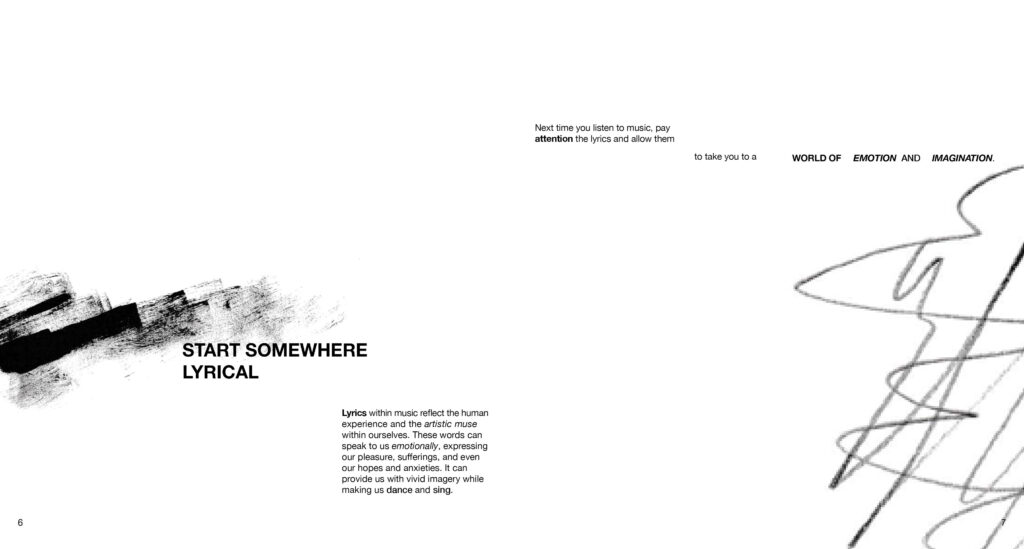 START SOMEWHERE
LYRICAL
Lyrics within music reflect the human
experience and the artistic muse
within ourselves. These words can
speak to us emotionally, expressing
our pleasure, sufferings, and even
our hopes and anxieties. It can
provide us with vivid imagery while
making us dance and sing.
6
Next time you listen to music, pay
attention the lyrics and allow them
to take you to a WORLD OF EMOTION AND IMAGINATION.
7